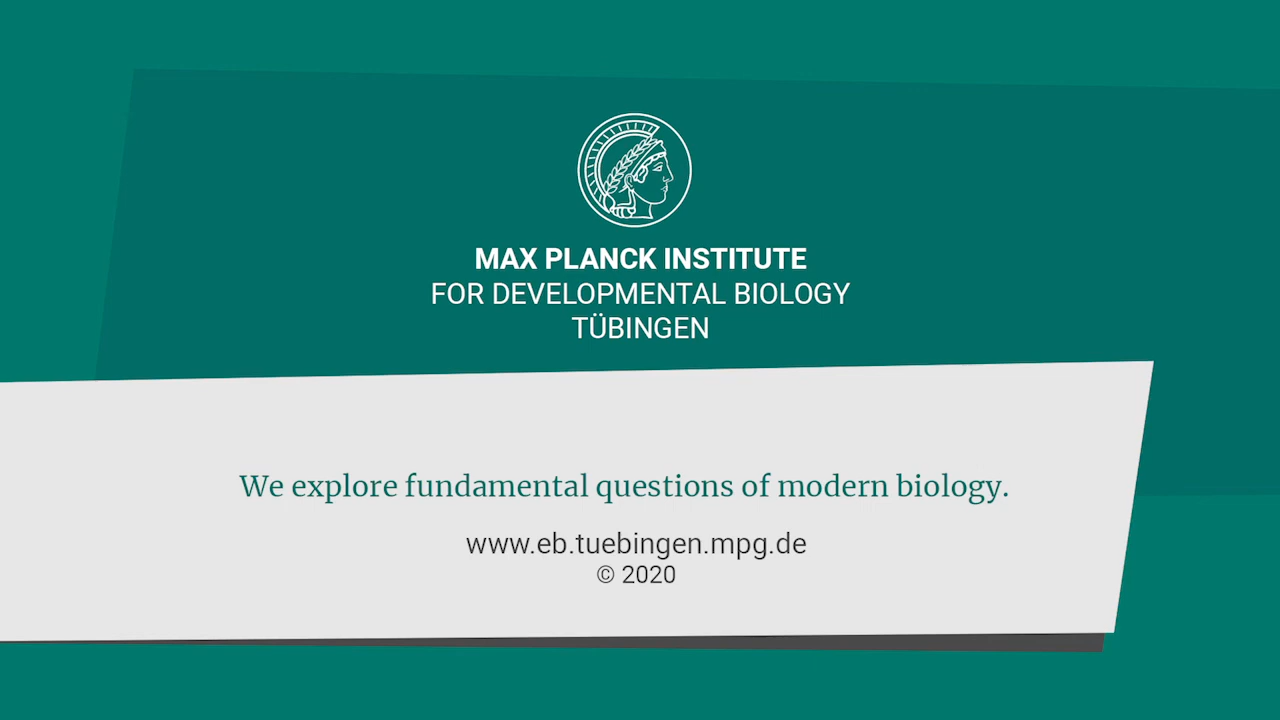 MAX PLANCK INSTITUTE
FOR DEVELOPMENTAL BIOLOGY
TÜBINGEN
We explore fundamental questions of modern biology.
www.eb.tuebingen.mpg.de
© 2020